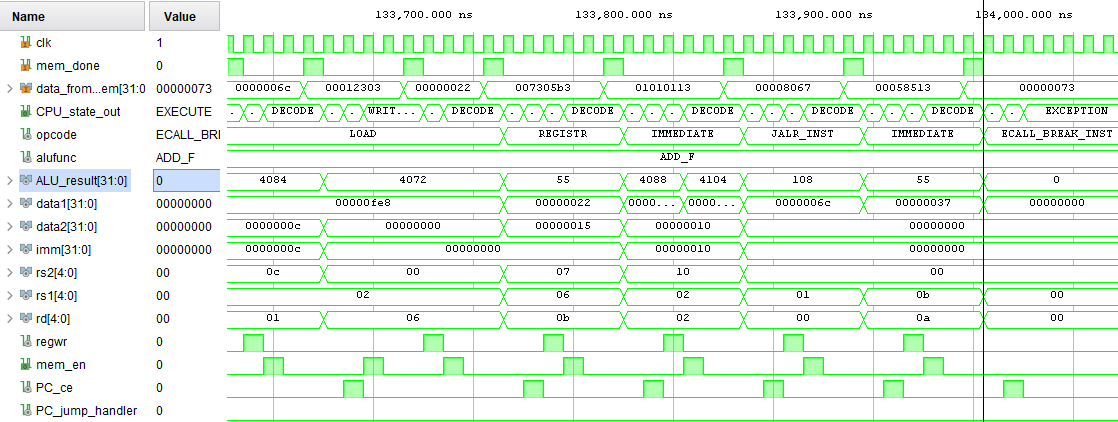 Name Value 133,700.000 ns 133,800.000 ns 133,900.000 ns 134,000.000 ns
clk 1
mem_done 0
data_from...em[31:0 00000073 0000006c 00012303 00000022 007305b3 01010113 00008067 00058513 00000073
CPU_state_out EXECUTE . . DECODE . . WRIT... . DECODE . . DECODE . . DECODE . . DECODE . . DECODE . EXCEPTION
opcode ECALL_BRI LOAD REGISTR IMMEDIATE JALR_INST IMMEDIATE ECALL_BREAK_INST
alufunc ADD_F ADD_F
ALU_result[31:0] 0 4084 4072 55 4088 4104 108 55 0
data1[31:0] 00000000 00000fe8 00000022 0000... 0000... 0000006c 00000037 00000000
data2[31:0] 00000000 0000000c 00000000 00000015 00000010 00000000
imm[31:0] 00000000 0000000c 00000000 00000010 00000000
rs2[4:0] 00 0c 00 07 10 00
rs1[4:0] 00 02 06 02 01 0b 00
rd[4:0] 00 01 06 0b 02 00 0a 00
regwr 0
mem_en 0
PC_ce 0
PC_jump_handler 0